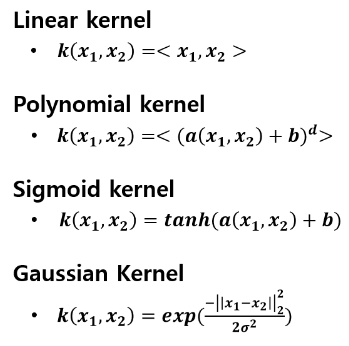 Linear kernel
• k(x₁, x₂) =< x₁, x₂ >
Polynomial kernel
• k(x₁, x₂) =< (a(x₁, x₂) + b)ᵈ>
Sigmoid kernel
• k(x₁, x₂) = tanh(a(x₁, x₂) + b)
Gaussian Kernel
• k(x₁, x₂) = exp(−||x₁−x₂||₂² / 2σ²)